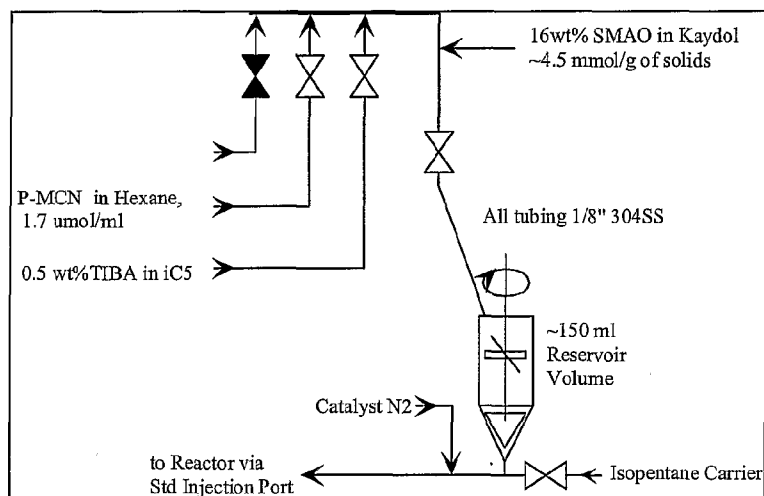 16wt% SMAO in Kaydol
~4.5 mmol/g of solids
P-MCN in Hexane,
1.7 umol/ml
All tubing 1/8" 304SS
0.5 wt%TIBA in iC5
~150 ml
Reservoir
Volume
Catalyst N2
to Reactor via
Std Injection Port
Isopentane Carrier